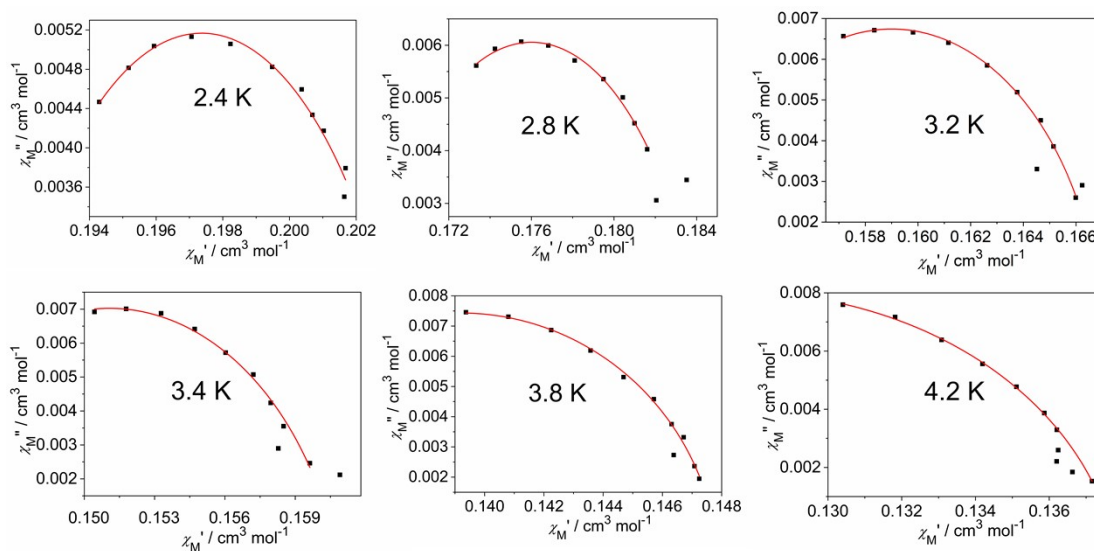 0.0052
0.0048
0.0044
0.0040
0.0036
χM'' / cm³ mol⁻¹
2.4 K
0.194 0.196 0.198 0.200 0.202
χM' / cm³ mol⁻¹
0.006
0.005
0.004
0.003
χM'' / cm³ mol⁻¹
2.8 K
0.172 0.176 0.180 0.184
χM' / cm³ mol⁻¹
0.007
0.006
0.005
0.004
0.003
0.002
χM'' / cm³ mol⁻¹
3.2 K
0.158 0.160 0.162 0.164 0.166
χM' / cm³ mol⁻¹
0.007
0.006
0.005
0.004
0.003
0.002
χM'' / cm³ mol⁻¹
3.4 K
0.150 0.153 0.156 0.159
χM' / cm³ mol⁻¹
0.008
0.007
0.006
0.005
0.004
0.003
0.002
χM'' / cm³ mol⁻¹
3.8 K
0.140 0.142 0.144 0.146 0.148
χM' / cm³ mol⁻¹
0.008
0.006
0.004
0.002
χM'' / cm³ mol⁻¹
4.2 K
0.130 0.132 0.134 0.136
χM' / cm³ mol⁻¹